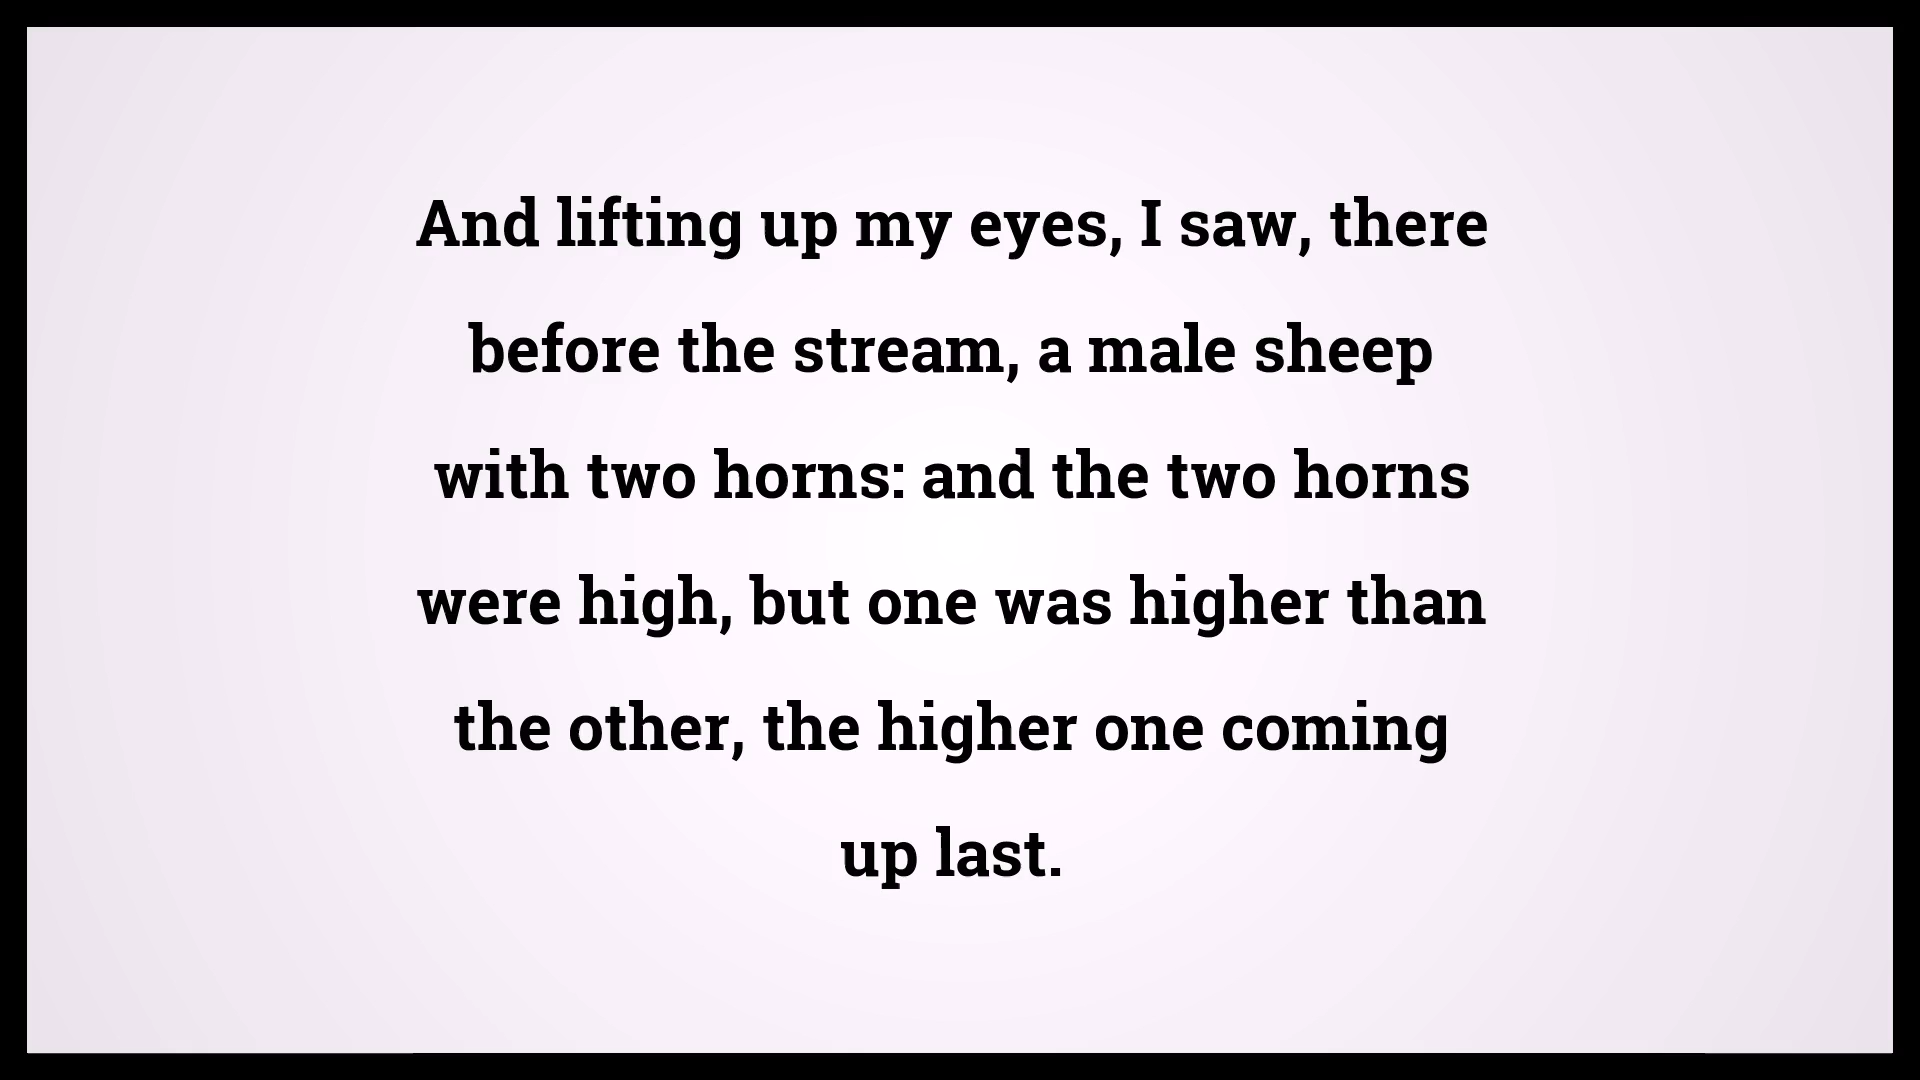 And lifting up my eyes, I saw, there
before the stream, a male sheep
with two horns: and the two horns
were high, but one was higher than
the other, the higher one coming
up last.